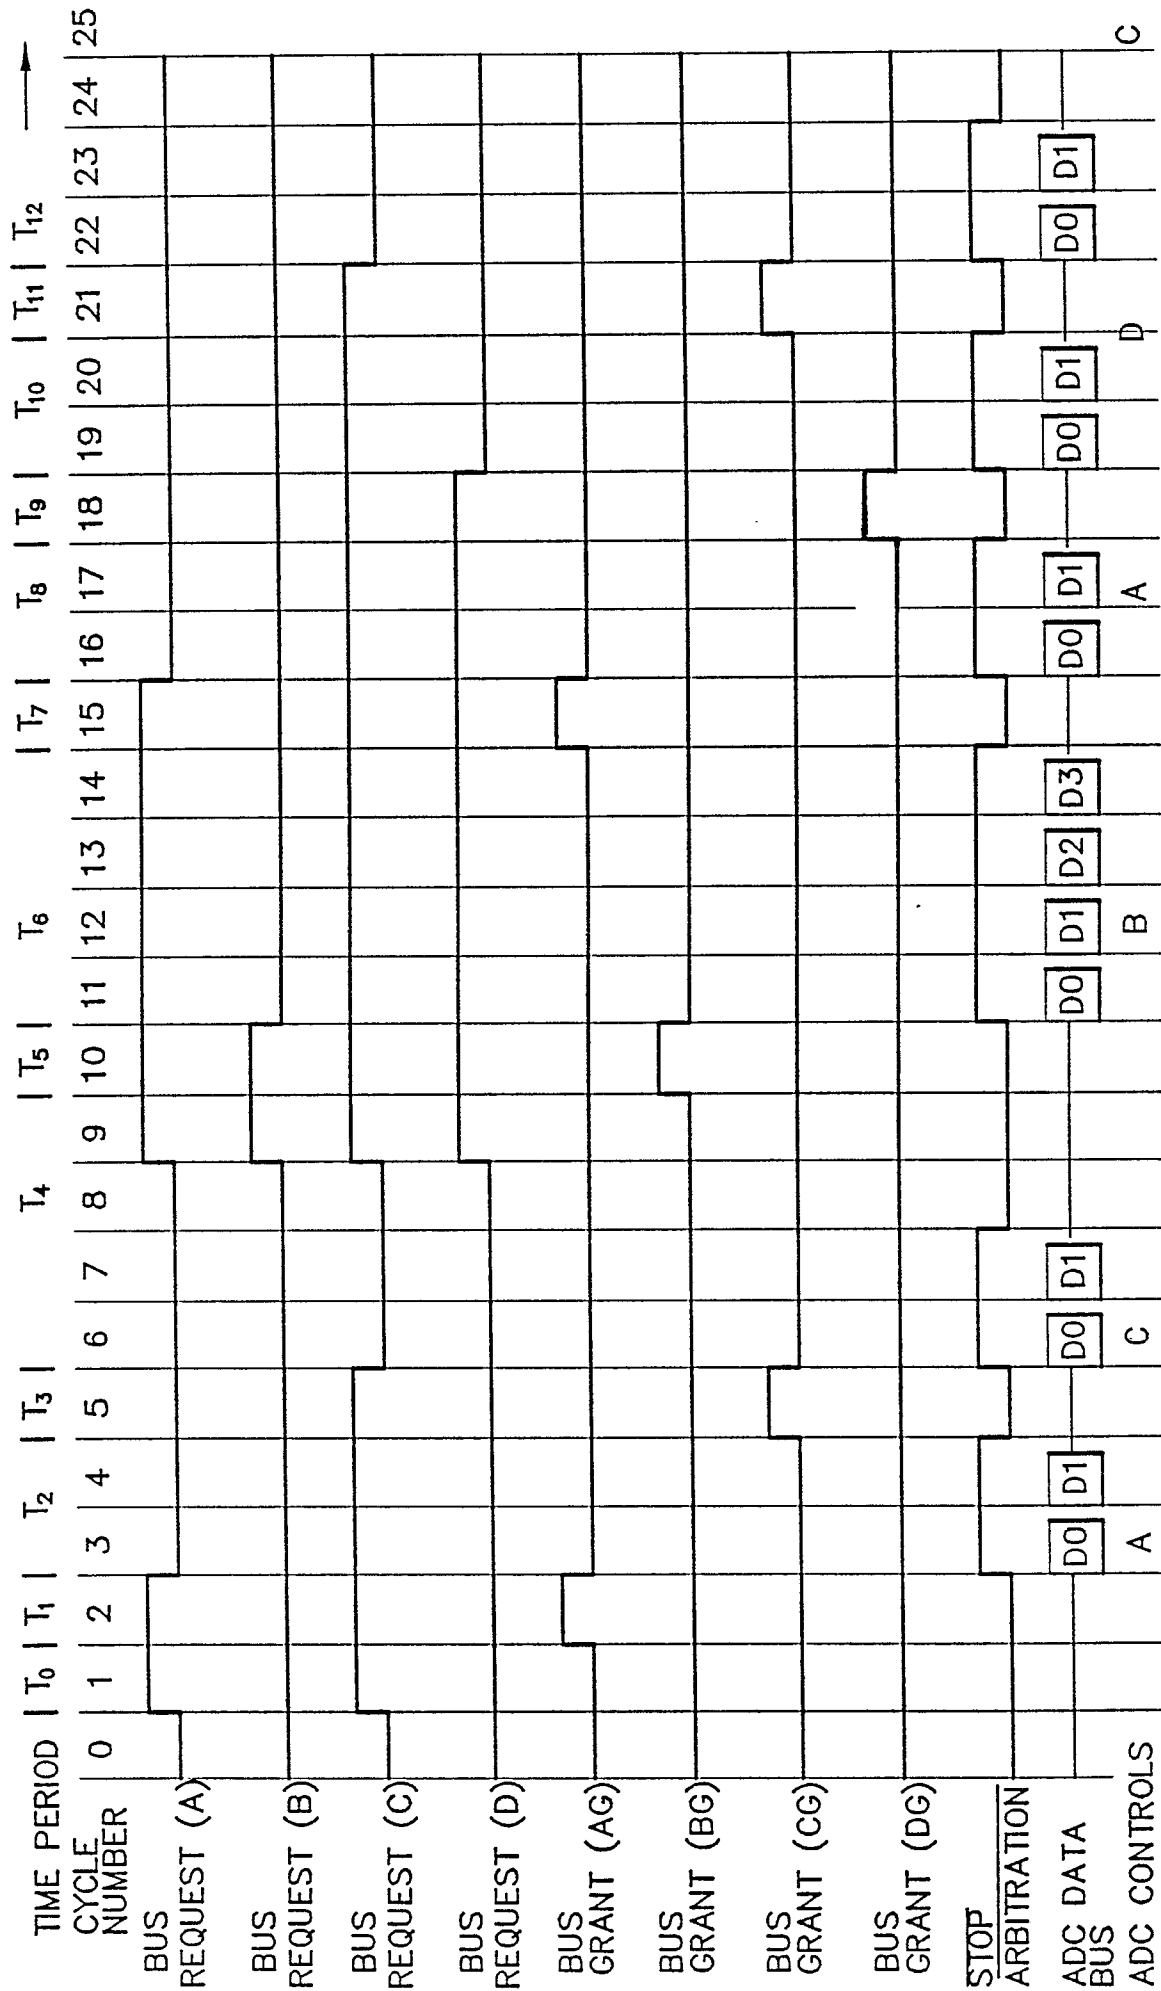 TIME PERIOD | T0 | T1 | T2 | T3 | T4 | T5 | T6 | T7 | T8 | T9 | T10 | T11 | T12
CYCLE
NUMBER
0 1 2 3 4 5 6 7 8 9 10 11 12 13 14 15 16 17 18 19 20 21 22 23 24 25
BUS
REQUEST (A)
BUS
REQUEST (B)
BUS
REQUEST (C)
BUS
REQUEST (D)
BUS
GRANT (AG)
BUS
GRANT (BG)
BUS
GRANT (CG)
BUS
GRANT (DG)
STOP
ARBITRATION
ADC DATA
BUS
D0 D1 D0 D1 D0 D1 D2 D3 D0 D1 D0 D1 D0 D1
ADC CONTROLS
A C B A D C